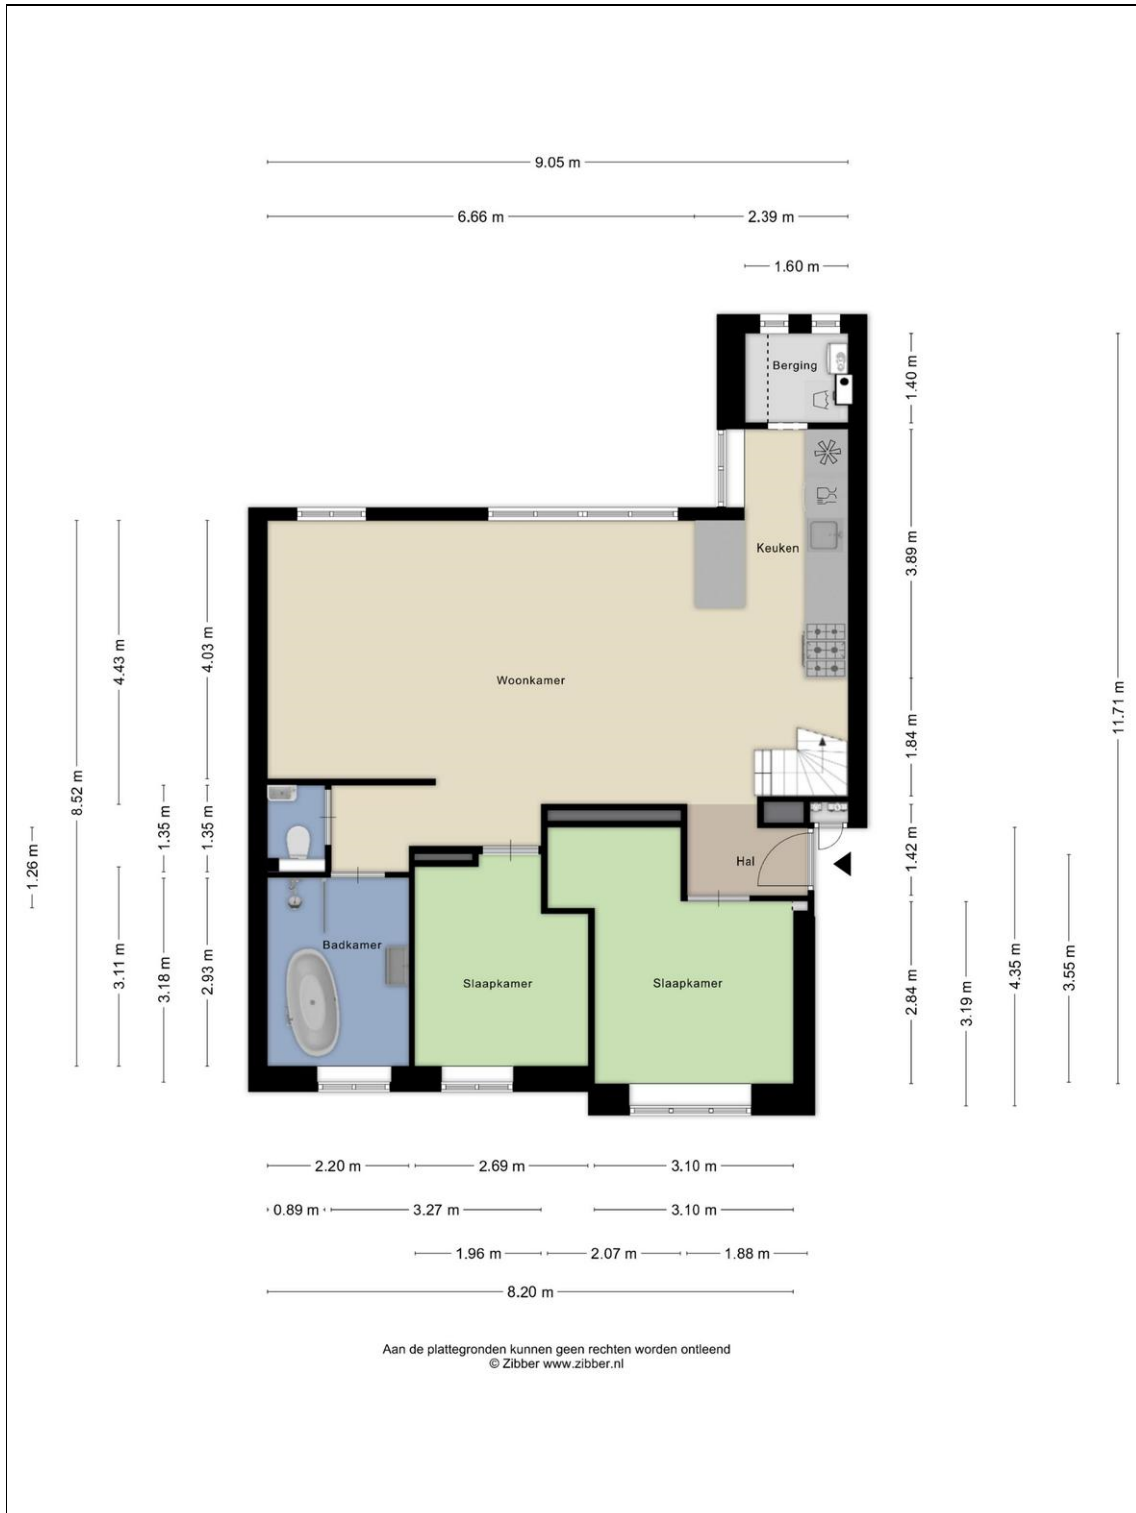 9.05 m
6.66 m
2.39 m
1.60 m
Berging
1.40 m
Keuken
3.89 m
4.03 m
4.43 m
Woonkamer
11.71 m
1.84 m
8.52 m
1.35 m
1.35 m
1.42 m
1.26 m
Hal
Badkamer
Slaapkamer
Slaapkamer
3.11 m
3.18 m
2.93 m
2.84 m
3.19 m
4.35 m
3.55 m
2.20 m
2.69 m
3.10 m
0.89 m
3.27 m
3.10 m
1.96 m
2.07 m
1.88 m
8.20 m
Aan de plattegronden kunnen geen rechten worden ontleend
© Zibber www.zibber.nl